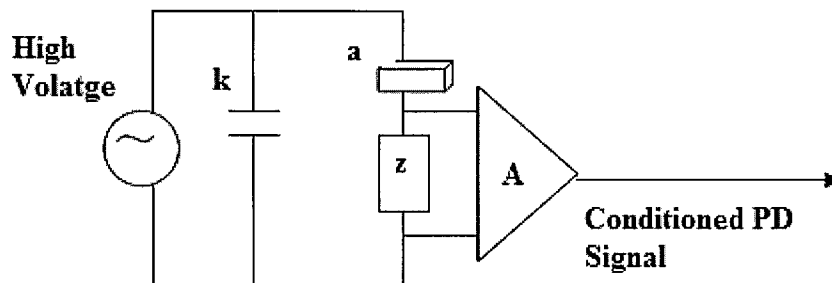 High
Volatge
k
a
z
A
Conditioned PD
Signal